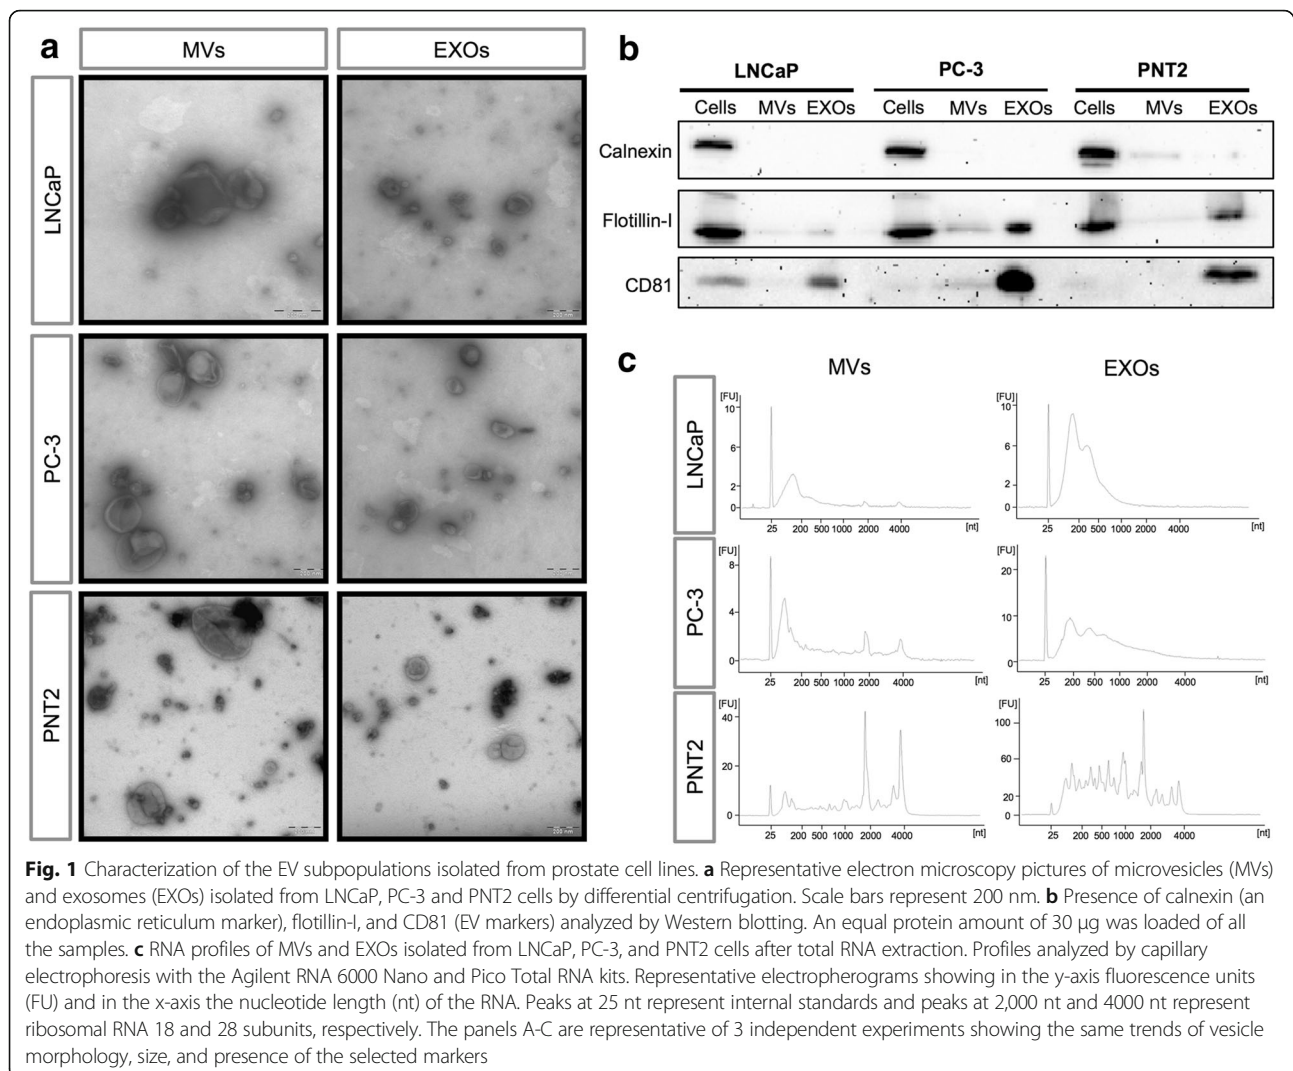 a
MVs
EXOs
LNCaP
PC-3
PNT2
200 nm
200 nm
200 nm
200 nm
b
LNCaP PC-3 PNT2
Cells MVs EXOs Cells MVs EXOs Cells MVs EXOs
Calnexin
Flotillin-I
CD81
c
MVs
EXOs
LNCaP
[FU]
10
6
2
0
25 200 500 1000 2000 4000 [nt]
[FU]
10
6
2
0
25 200 500 1000 2000 4000 [nt]
PC-3
[FU]
8
4
0
25 200 500 1000 2000 4000 [nt]
[FU]
20
10
0
25 200 500 1000 2000 4000 [nt]
PNT2
[FU]
40
20
0
25 200 500 1000 2000 4000 [nt]
[FU]
100
60
20
0
25 200 500 1000 2000 4000 [nt]
Fig. 1 Characterization of the EV subpopulations isolated from prostate cell lines. a Representative electron microscopy pictures of microvesicles (MVs)
and exosomes (EXOs) isolated from LNCaP, PC-3 and PNT2 cells by differential centrifugation. Scale bars represent 200 nm. b Presence of calnexin (an
endoplasmic reticulum marker), flotillin-I, and CD81 (EV markers) analyzed by Western blotting. An equal protein amount of 30 μg was loaded of all
the samples. c RNA profiles of MVs and EXOs isolated from LNCaP, PC-3, and PNT2 cells after total RNA extraction. Profiles analyzed by capillary
electrophoresis with the Agilent RNA 6000 Nano and Pico Total RNA kits. Representative electropherograms showing in the y-axis fluorescence units
(FU) and in the x-axis the nucleotide length (nt) of the RNA. Peaks at 25 nt represent internal standards and peaks at 2,000 nt and 4000 nt represent
ribosomal RNA 18 and 28 subunits, respectively. The panels A-C are representative of 3 independent experiments showing the same trends of vesicle
morphology, size, and presence of the selected markers